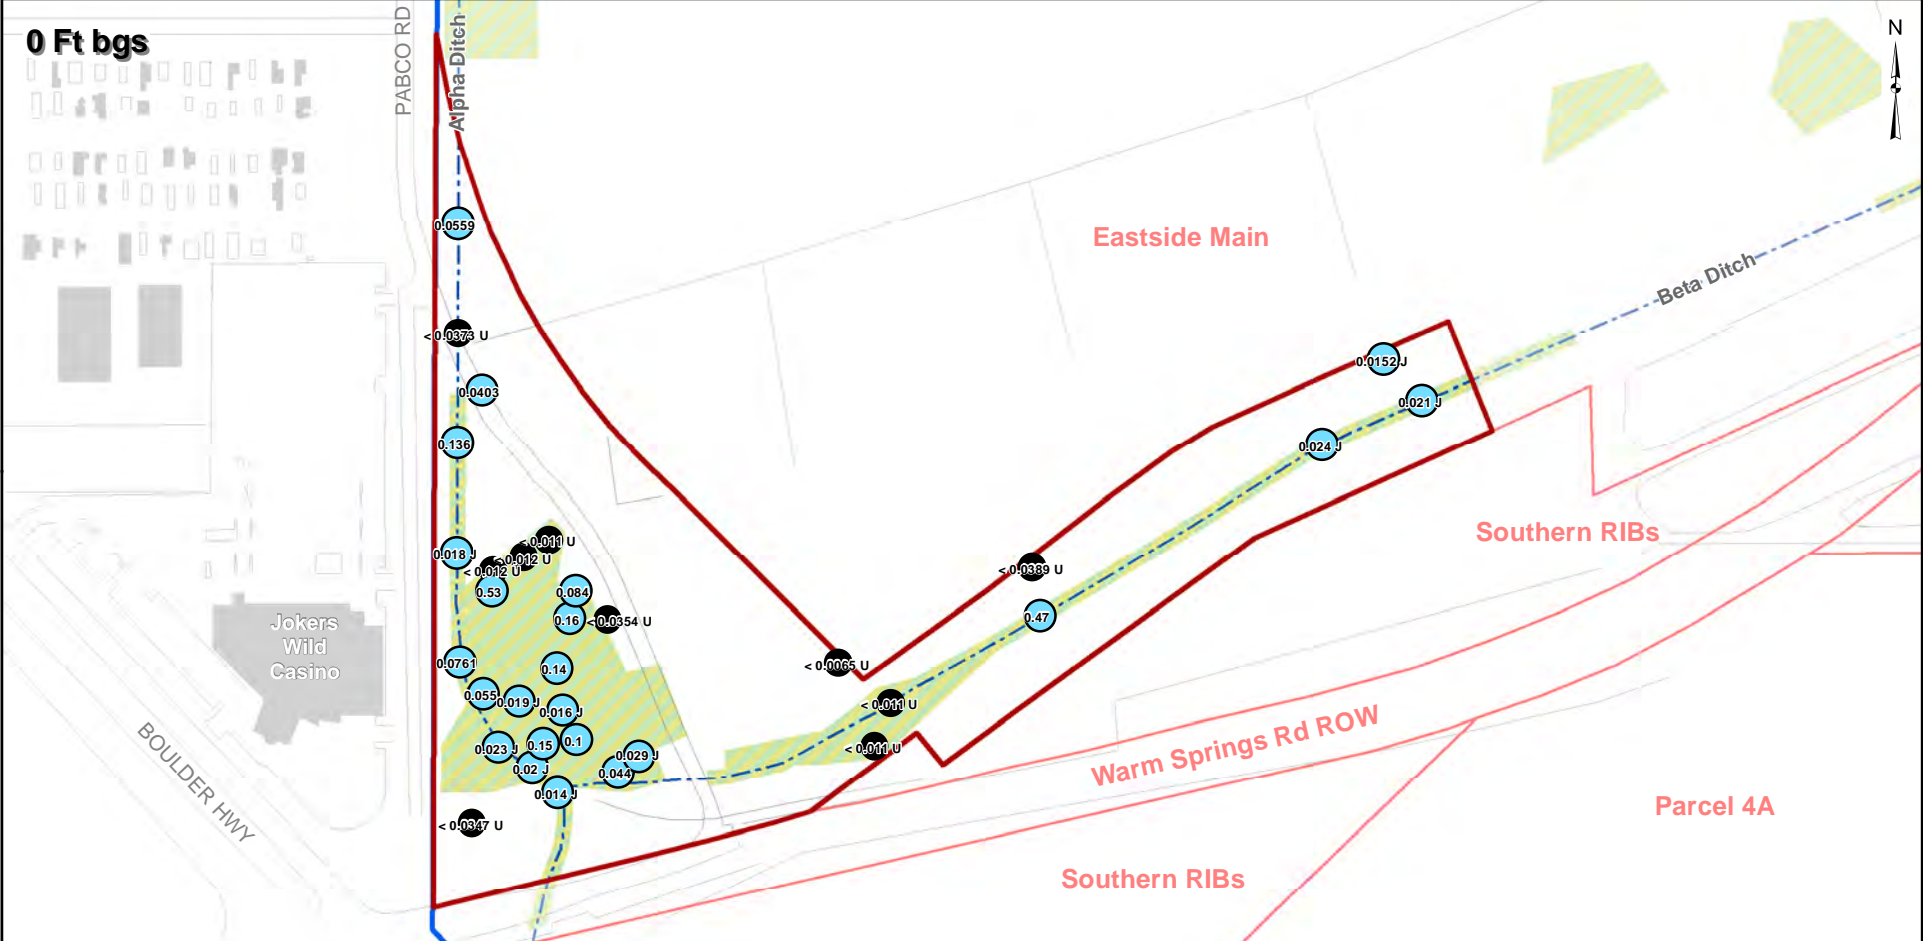 0 Ft bgs
PABCO RD
Alpha Ditch
N
0.0559
Eastside Main
Beta Ditch
< 0.0373 U
0.0403
0.0152 J
0.021 J
0.136
0.024 J
Southern RIBs
< 0.011 U
0.018 J
< 0.012 U
< 0.012 U
< 0.0389 U
0.53
0.084
0.16
< 0.0354 U
0.47
Jokers
Wild
Casino
0.0761
0.14
< 0.0065 U
0.055
0.019 J
0.016 J
< 0.011 U
0.023 J
0.15
0.1
< 0.011 U
0.029 J
0.02 J
0.044
0.014 J
BOULDER HWY
Warm Springs Rd ROW
< 0.0347 U
Parcel 4A
Southern RIBs